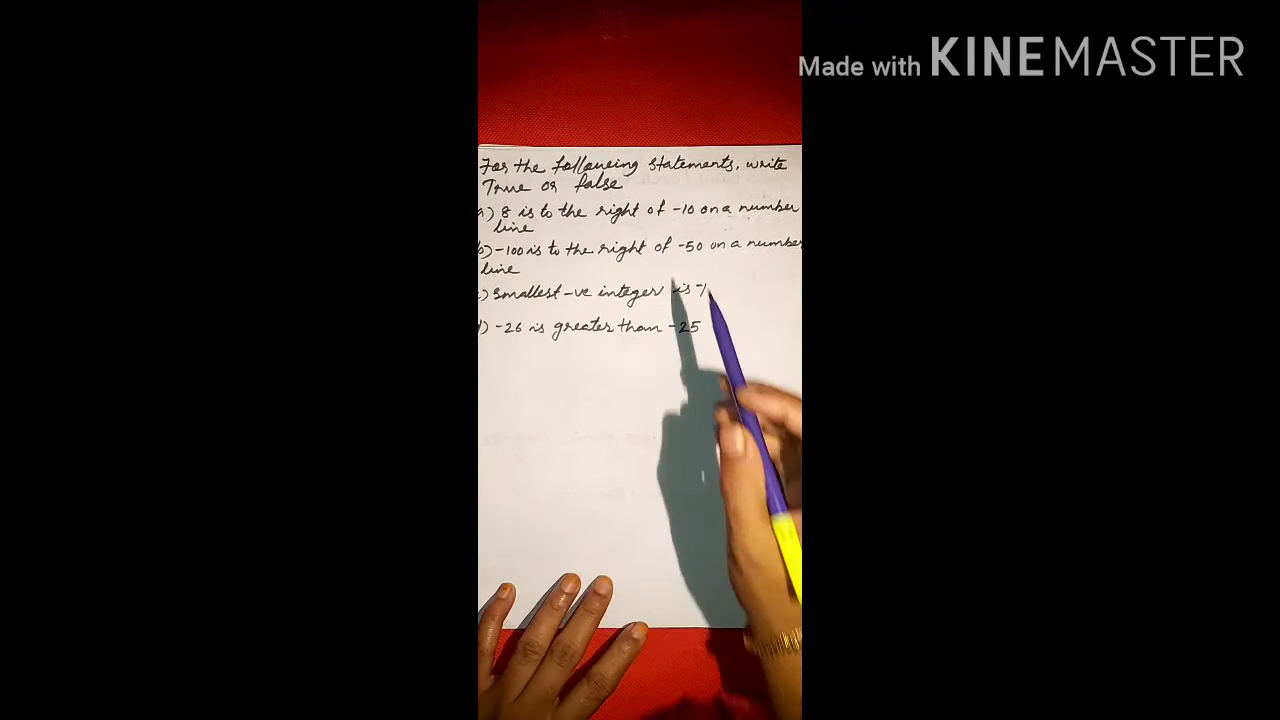 Made with KINEMASTER
For the following statements, write
True or false
a) 8 is to the right of -10 on a number
line
b) -100 is to the right of -50 on a number
line
c) smallest -ve integer is -1
d) -26 is greater than -25